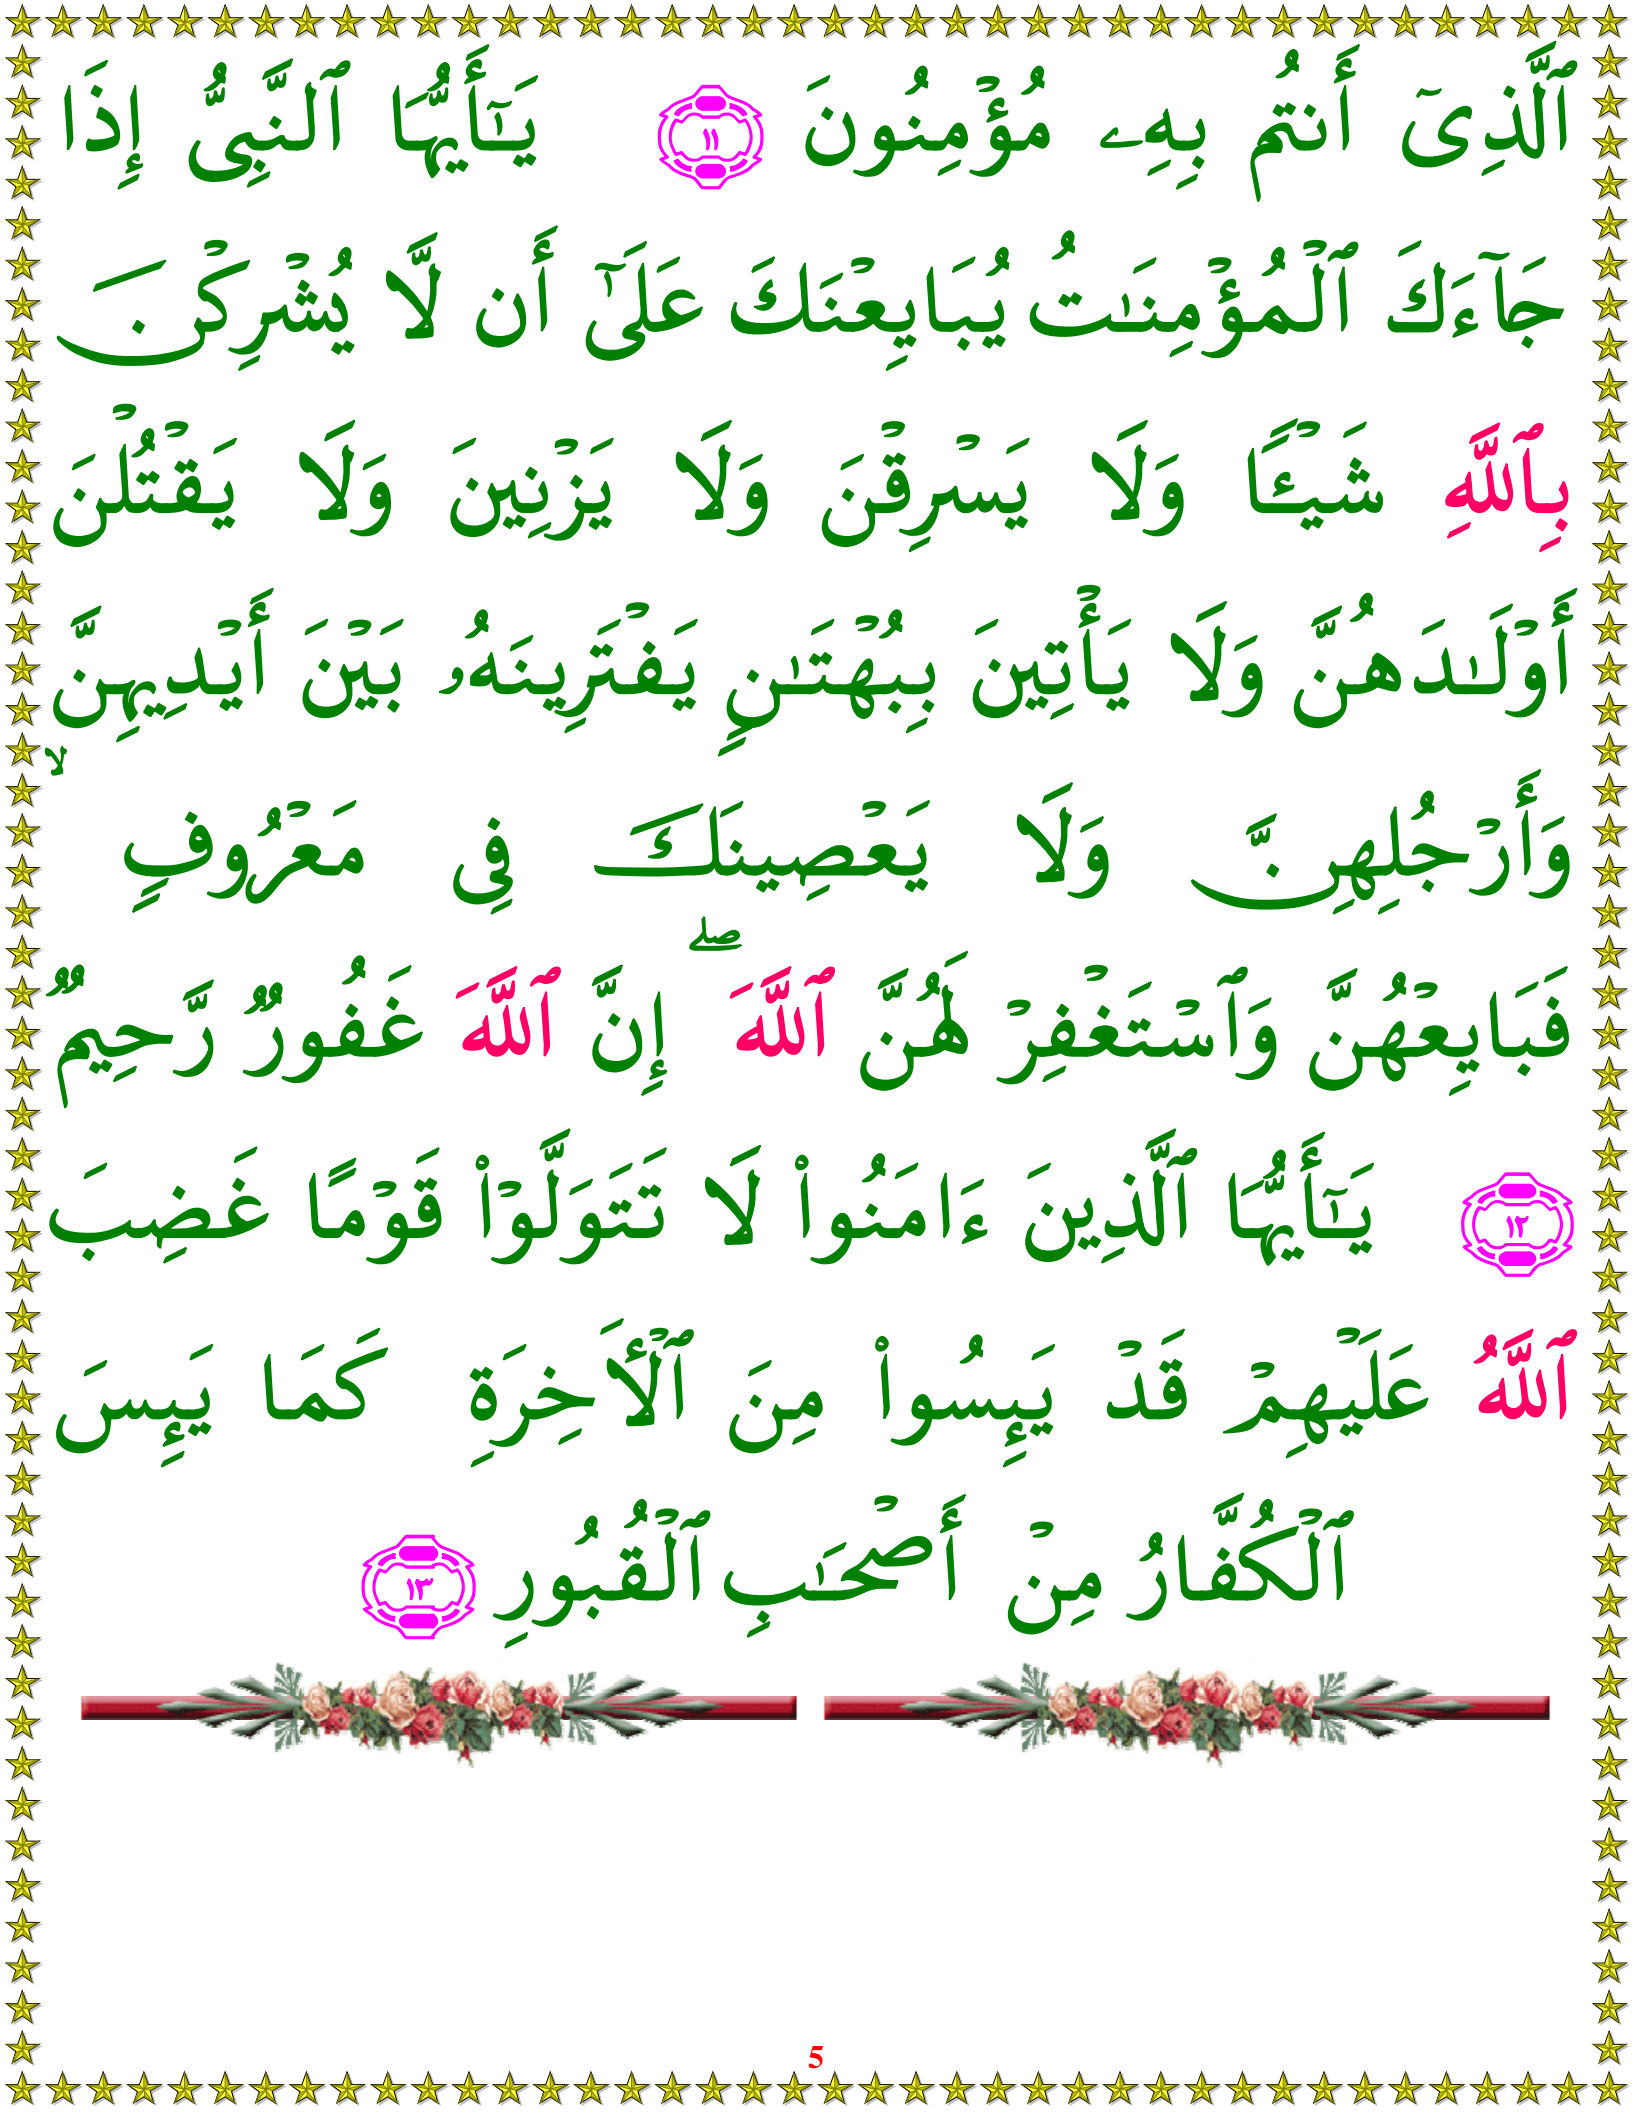 ٱلَّذِىٓ أَنتُم بِهِۦ مُؤْمِنُونَ ١١ يَـٰٓأَيُّهَا ٱلنَّبِىُّ إِذَا
جَآءَكَ ٱلْمُؤْمِنَـٰتُ يُبَايِعْنَكَ عَلَىٰٓ أَن لَّا يُشْرِكْنَ
بِٱللَّهِ شَيْـًٔا وَلَا يَسْرِقْنَ وَلَا يَزْنِينَ وَلَا يَقْتُلْنَ
أَوْلَـٰدَهُنَّ وَلَا يَأْتِينَ بِبُهْتَـٰنٍ يَفْتَرِينَهُۥ بَيْنَ أَيْدِيهِنَّ
وَأَرْجُلِهِنَّ وَلَا يَعْصِينَكَ فِى مَعْرُوفٍ ۙ
فَبَايِعْهُنَّ وَٱسْتَغْفِرْ لَهُنَّ ٱللَّهَ ۖ إِنَّ ٱللَّهَ غَفُورٌ رَّحِيمٌ
١٢ يَـٰٓأَيُّهَا ٱلَّذِينَ ءَامَنُوا۟ لَا تَتَوَلَّوْا۟ قَوْمًا غَضِبَ
ٱللَّهُ عَلَيْهِمْ قَدْ يَئِسُوا۟ مِنَ ٱلْأَخِرَةِ كَمَا يَئِسَ
ٱلْكُفَّارُ مِنْ أَصْحَـٰبِ ٱلْقُبُورِ ١٣
5